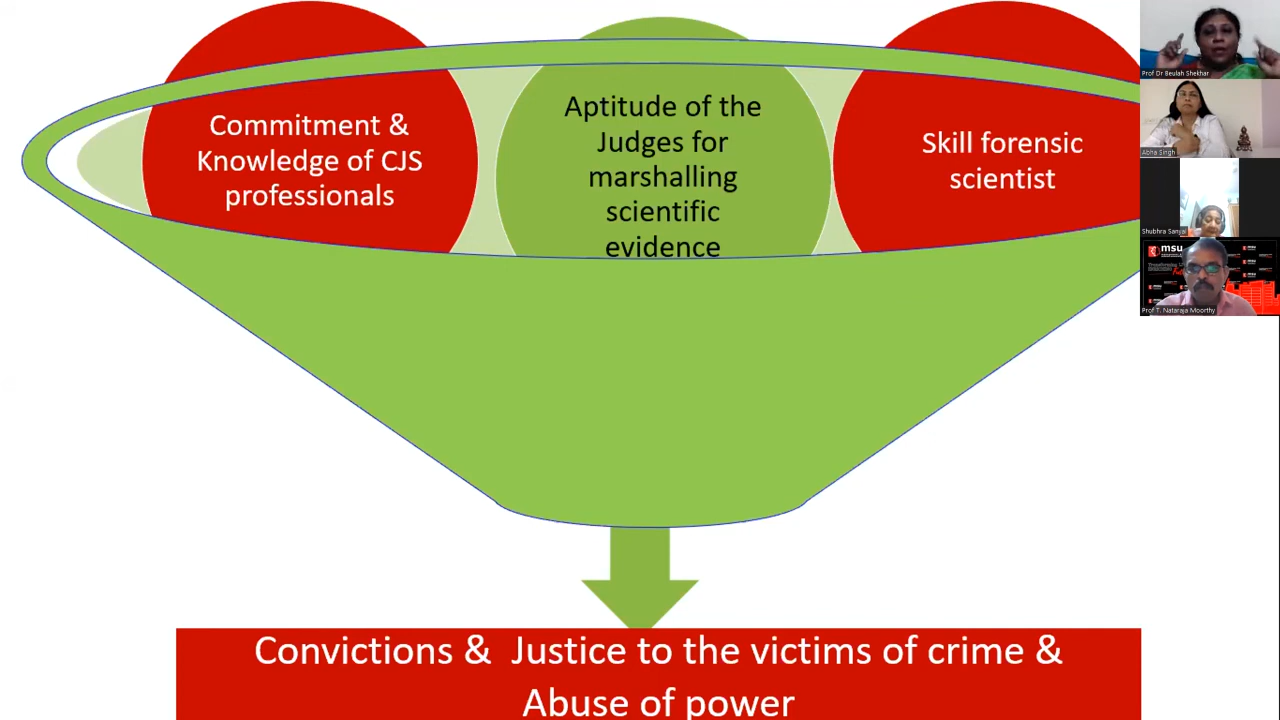 Commitment &
Knowledge of CJS
professionals
Aptitude of the
Judges for
marshalling
scientific
evidence
Skill forensic
scientist
Convictions & Justice to the victims of crime &
Abuse of power
Prof Dr Beulah Shekhar
Abha Singh
Shubhra Sanyal
msu
Prof T. Nataraja Moorthy